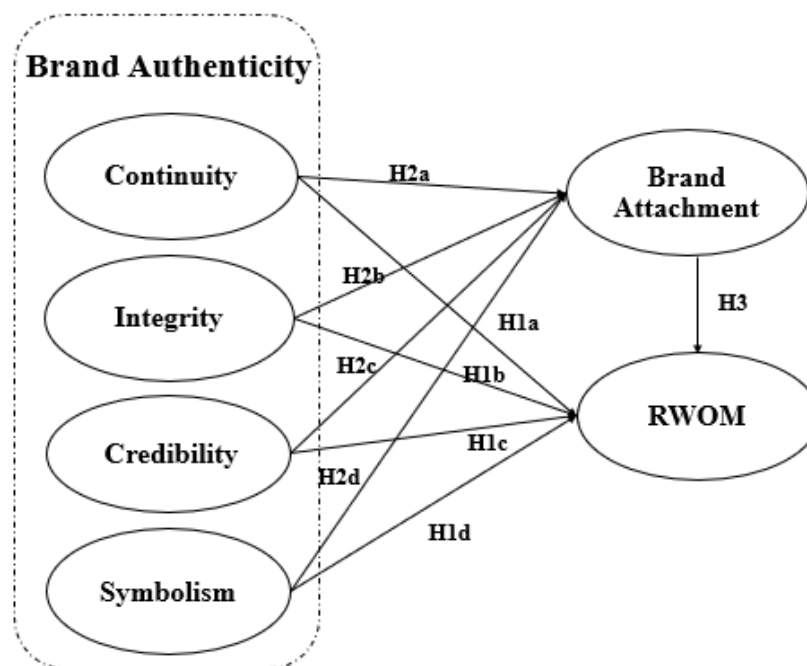 Brand Authenticity
Continuity
H2a
Brand
Attachment
H2b
Integrity
H1a
H3
H2c
H1b
RWOM
Credibility
H1c
H2d
H1d
Symbolism